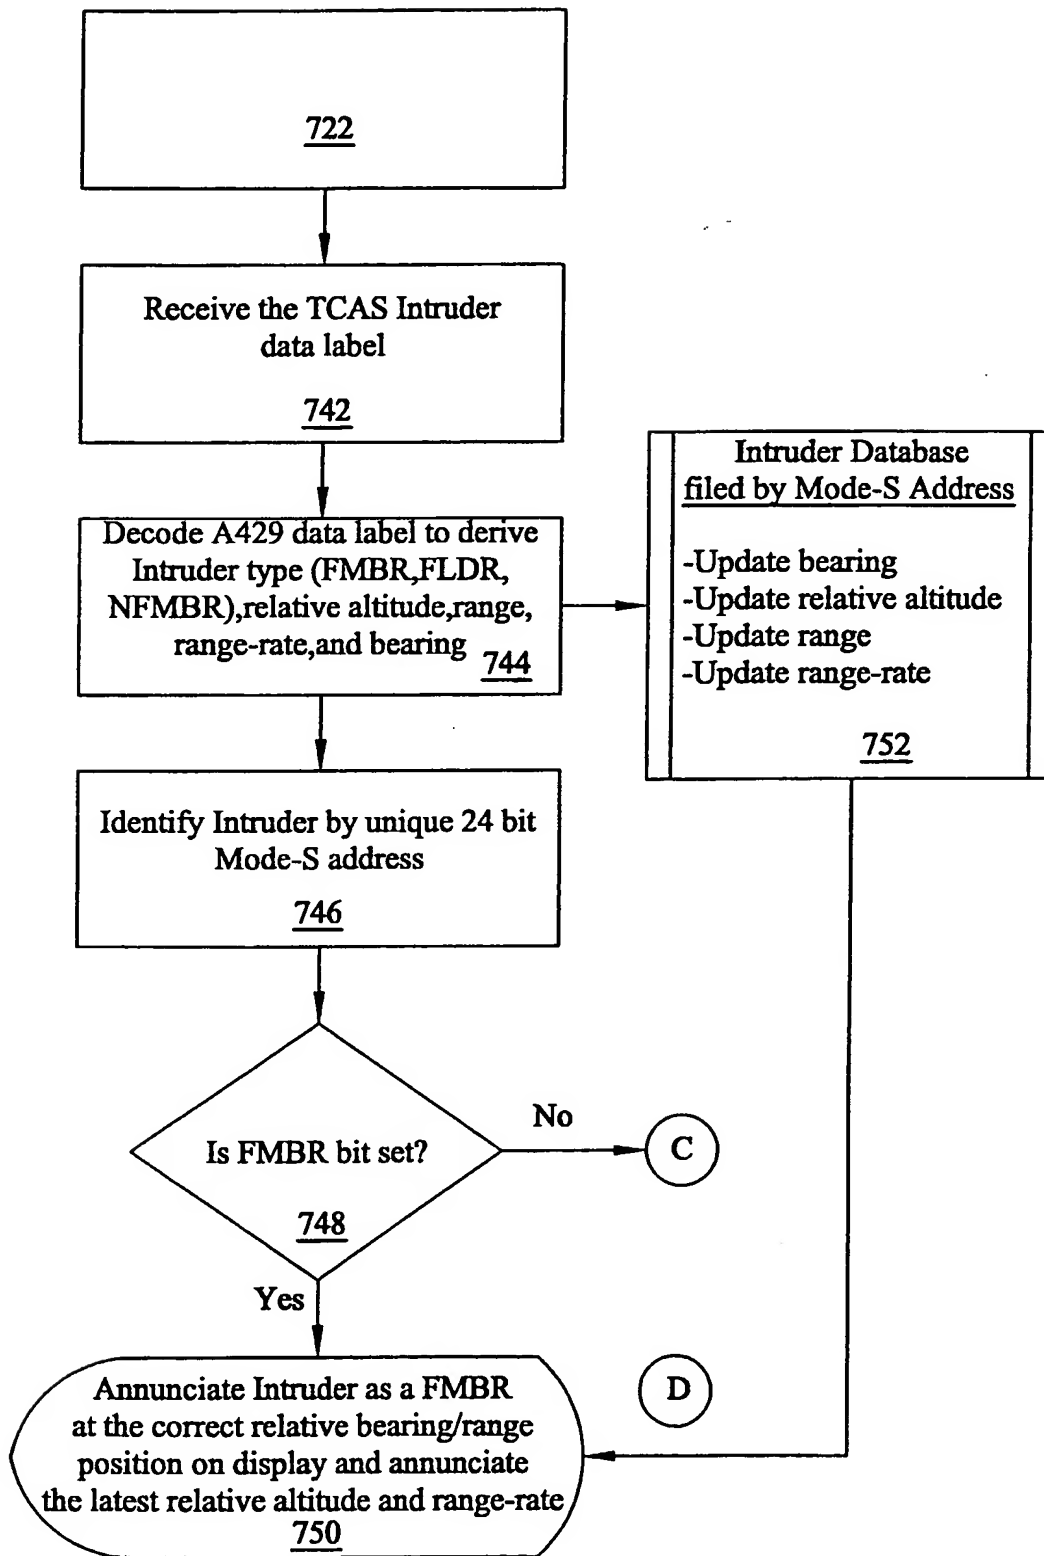 722
Receive the TCAS Intruder
data label
742
Decode A429 data label to derive
Intruder type (FMBR,FLDR,
NFMBR),relative altitude,range,
range-rate,and bearing
744
Intruder Database
filed by Mode-S Address
-Update bearing
-Update relative altitude
-Update range
-Update range-rate
752
Identify Intruder by unique 24 bit
Mode-S address
746
Is FMBR bit set?
748
No
C
Yes
D
Annunciate Intruder as a FMBR
at the correct relative bearing/range
position on display and annunciate
the latest relative altitude and range-rate
750